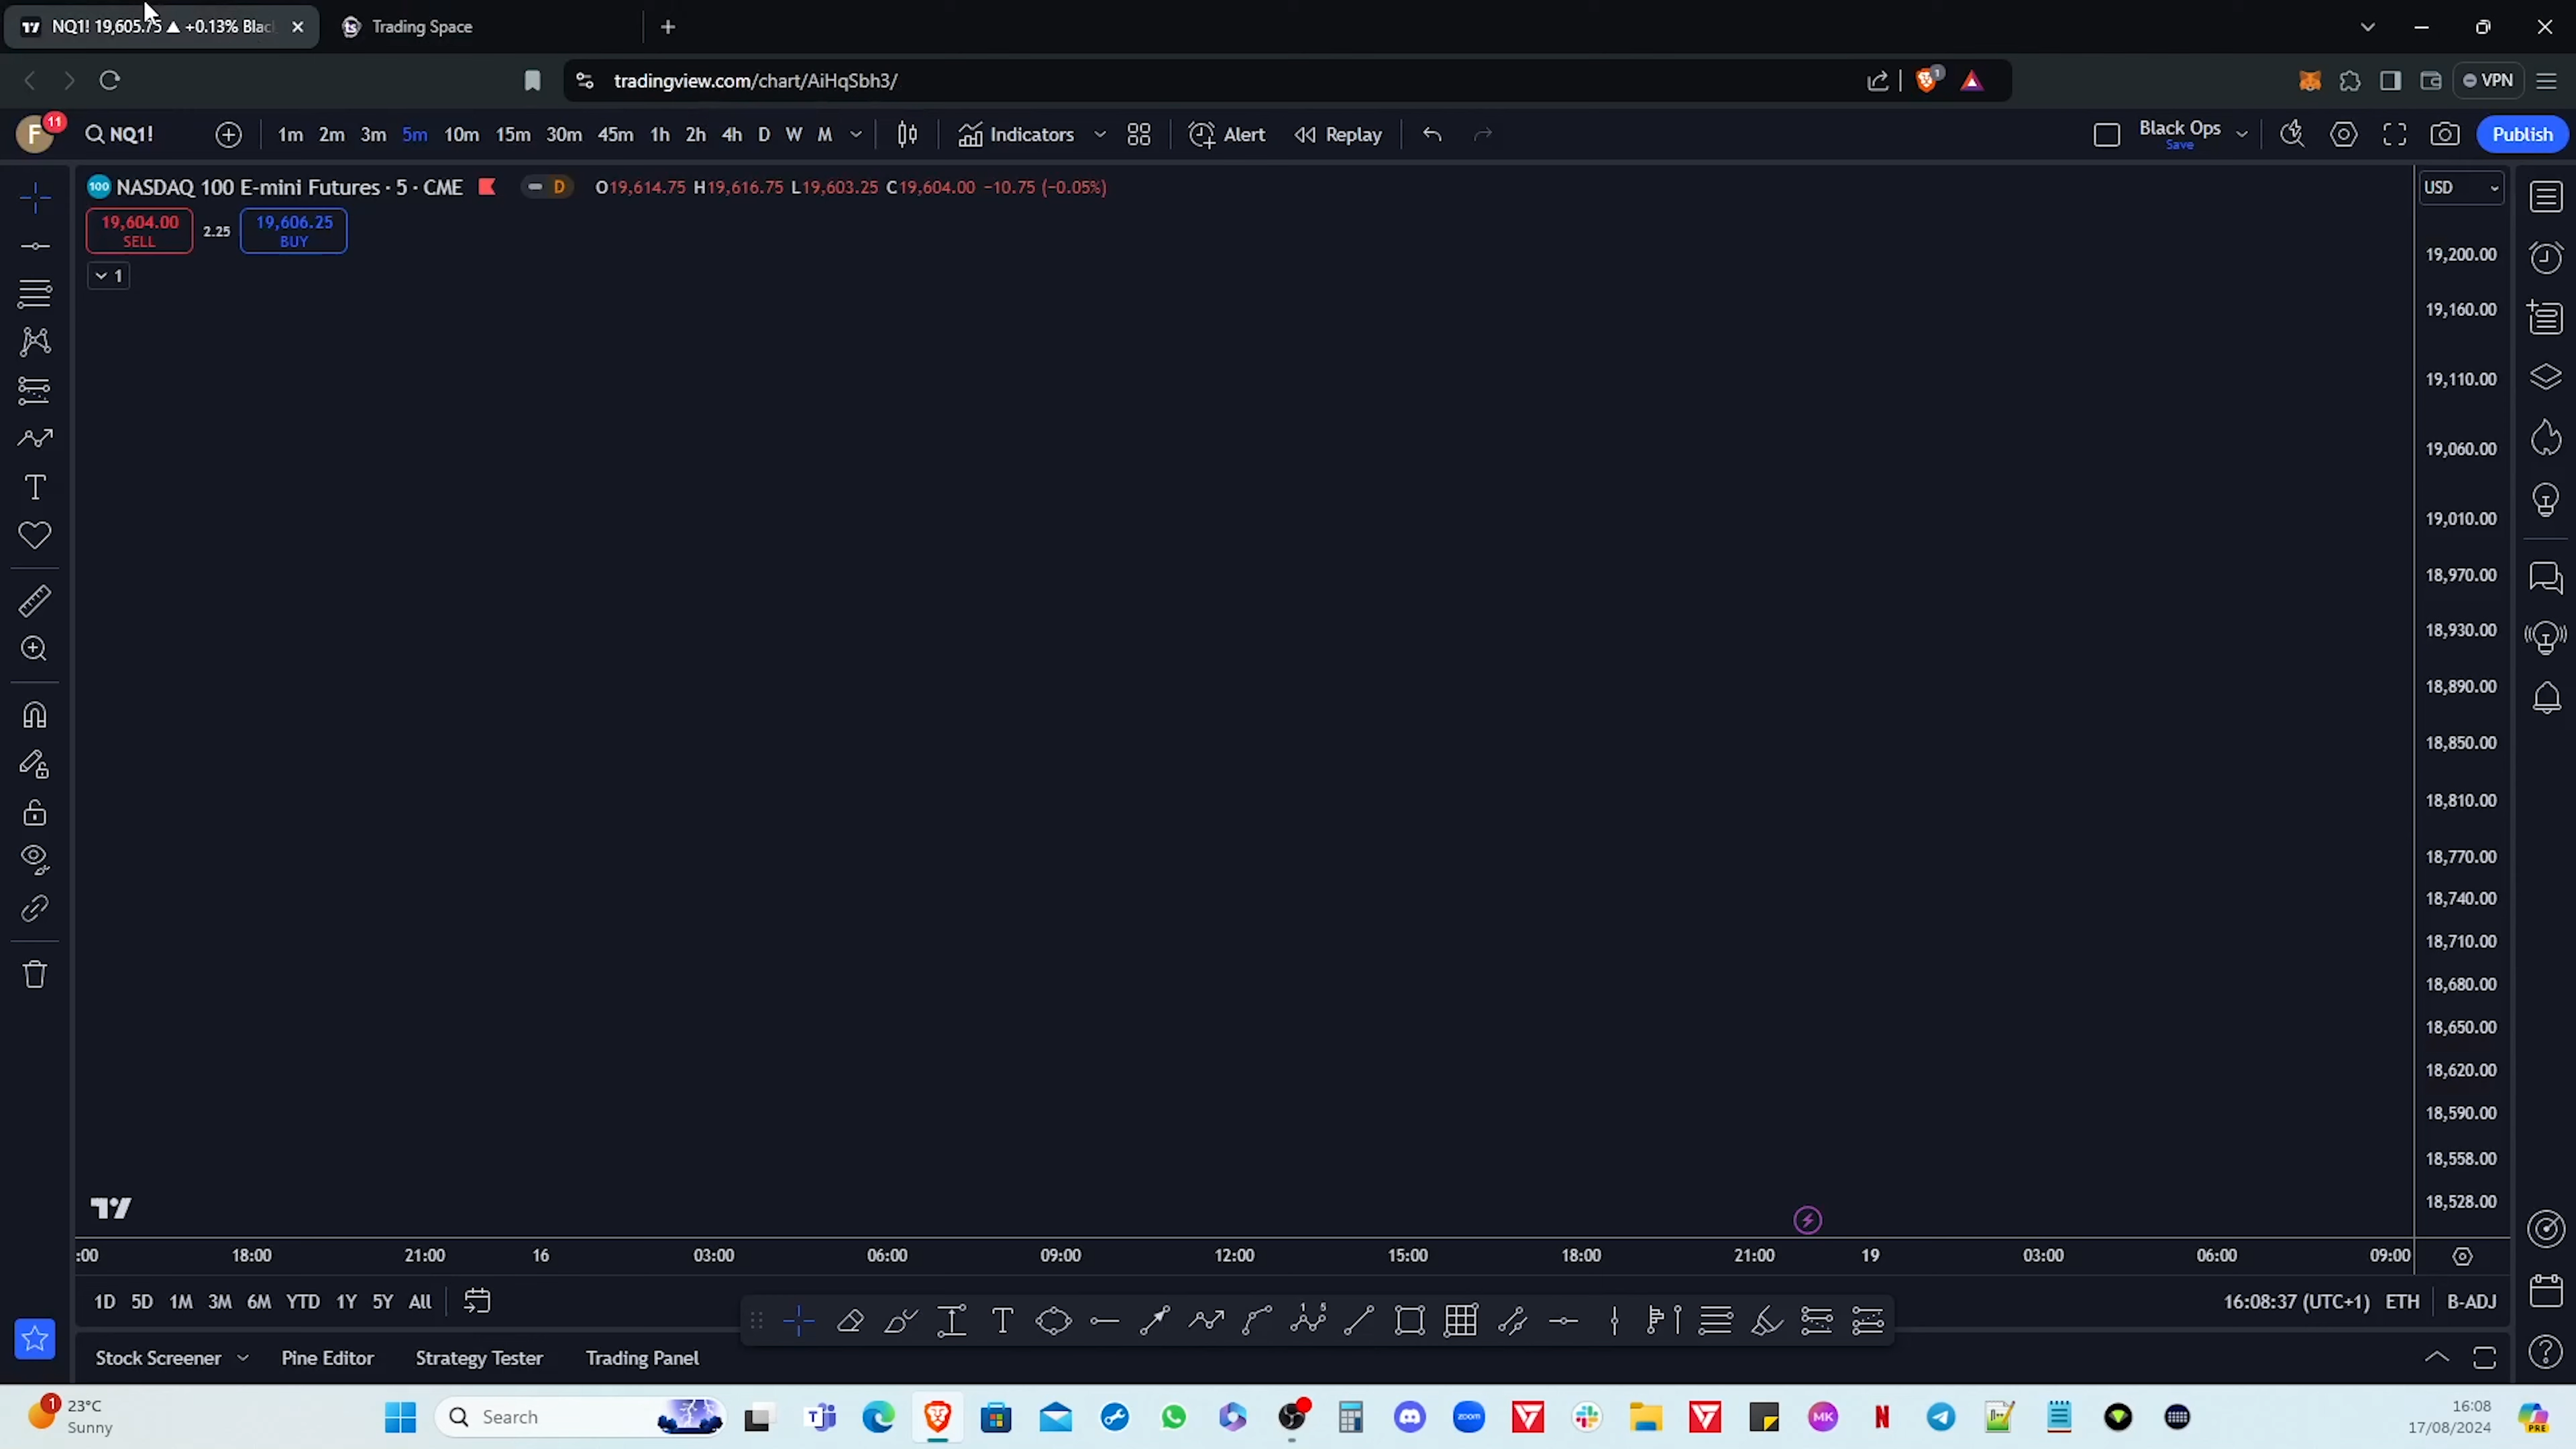 NQ1! 19,605.75 ▲ +0.13% Blac
Trading Space
tradingview.com/chart/AiHqSbh3/
1
VPN
F
11
NQ1!
1m 2m 3m 5m 10m 15m 30m 45m 1h 2h 4h D W M
Indicators
Alert
Replay
Black Ops
Save
Publish
100
NASDAQ 100 E-mini Futures · 5 · CME
D
O19,614.75 H19,616.75 L19,603.25 C19,604.00 −10.75 (−0.05%)
USD
19,604.00
SELL
2.25
19,606.25
BUY
1
19,200.00
19,160.00
19,110.00
19,060.00
19,010.00
18,970.00
18,930.00
18,890.00
18,850.00
18,810.00
18,770.00
18,740.00
18,710.00
18,680.00
18,650.00
18,620.00
18,590.00
18,558.00
18,528.00
:00 18:00 21:00 16 03:00 06:00 09:00 12:00 15:00 18:00 21:00 19 03:00 06:00 09:00
1D 5D 1M 3M 6M YTD 1Y 5Y All
16:08:37 (UTC+1) ETH B-ADJ
Stock Screener Pine Editor Strategy Tester Trading Panel
1
23°C
Sunny
Search
zoom
MK
N
16:08
17/08/2024
PRE